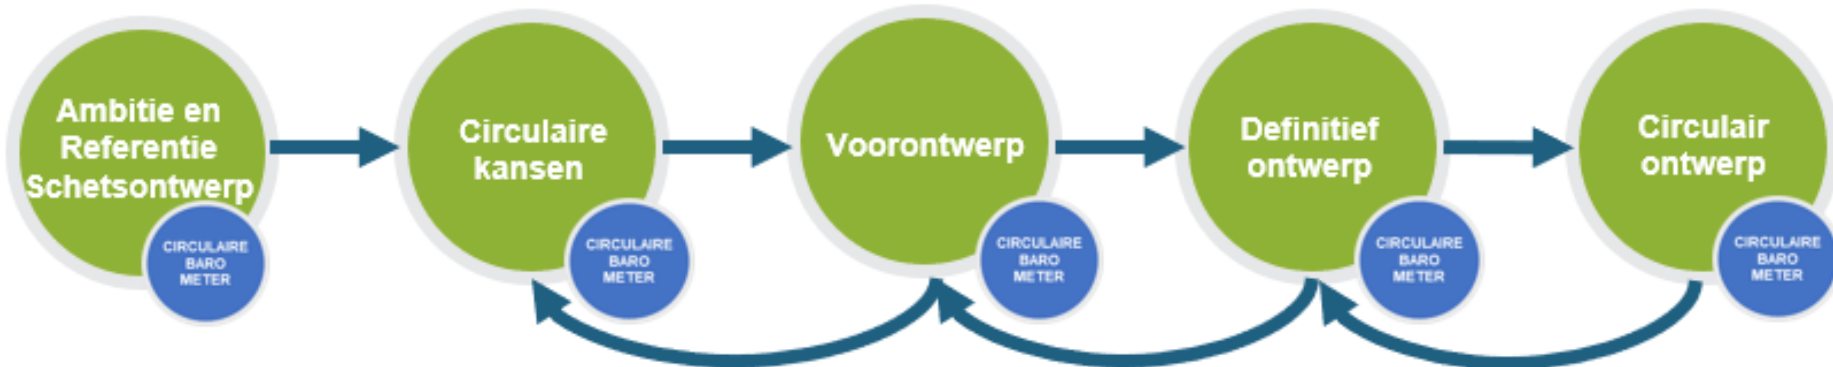 Ambitie en
Referentie
Schetsontwerp
CIRCULAIRE
BARO
METER
Circulaire
kansen
CIRCULAIRE
BARO
METER
Voorontwerp
CIRCULAIRE
BARO
METER
Definitief
ontwerp
CIRCULAIRE
BARO
METER
Circulair
ontwerp
CIRCULAIRE
BARO
METER